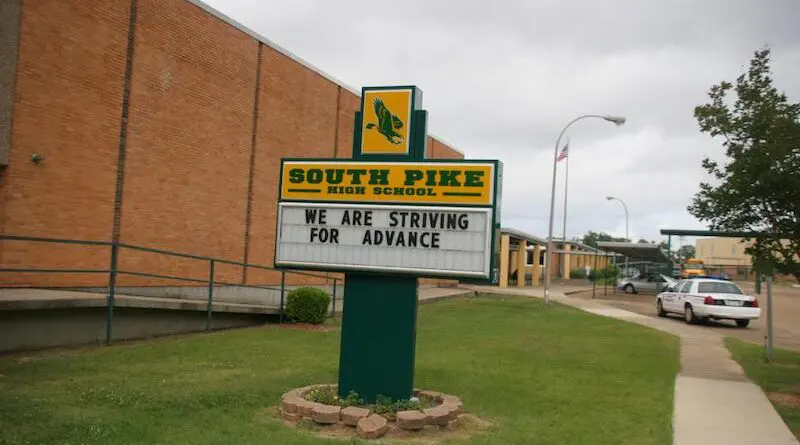 SOUTH PIKE
HIGH SCHOOL
WE ARE STRIVING
FOR ADVANCE